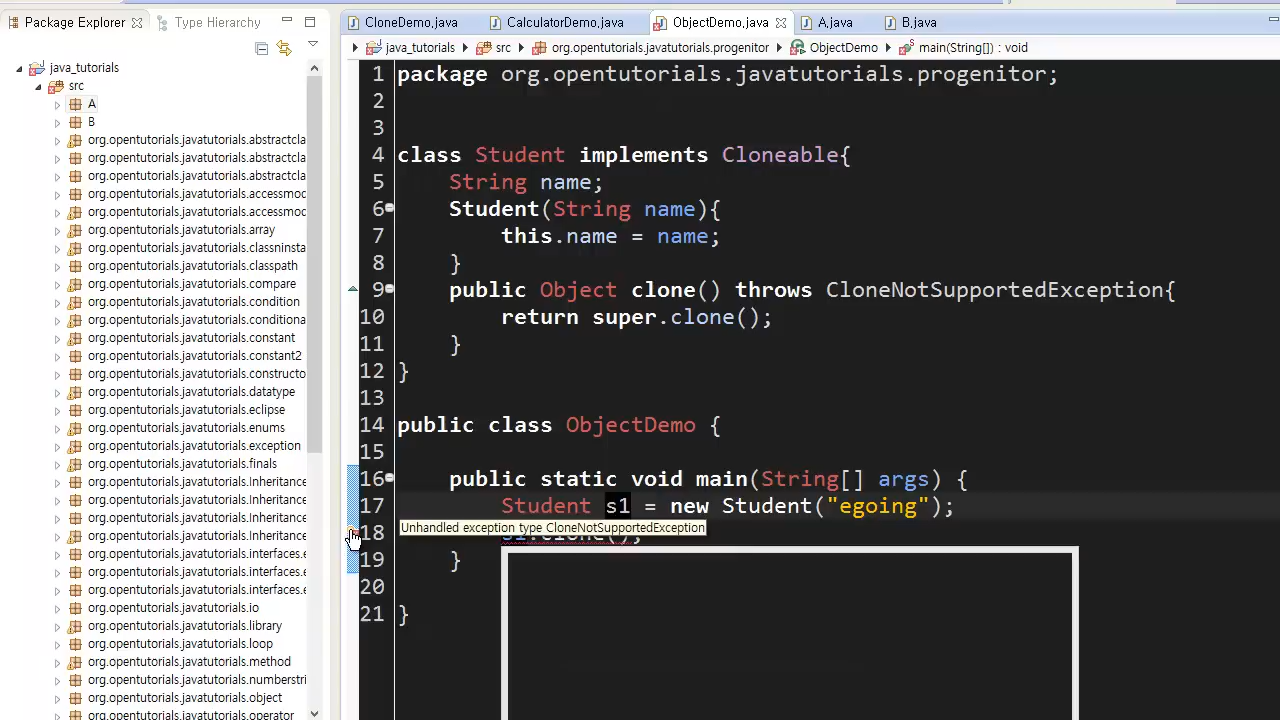 Package Explorer
Type Hierarchy
CloneDemo.java
CalculatorDemo.java
ObjectDemo.java
A.java
B.java
java_tutorials
src
org.opentutorials.javatutorials.progenitor
ObjectDemo
main(String[]) : void
java_tutorials
src
A
B
org.opentutorials.javatutorials.abstractcla
org.opentutorials.javatutorials.abstractcla
org.opentutorials.javatutorials.abstractcla
org.opentutorials.javatutorials.accessmoc
org.opentutorials.javatutorials.accessmoc
org.opentutorials.javatutorials.array
org.opentutorials.javatutorials.classninsta
org.opentutorials.javatutorials.classpath
org.opentutorials.javatutorials.compare
org.opentutorials.javatutorials.condition
org.opentutorials.javatutorials.conditiona
org.opentutorials.javatutorials.constant
org.opentutorials.javatutorials.constant2
org.opentutorials.javatutorials.constructo
org.opentutorials.javatutorials.datatype
org.opentutorials.javatutorials.eclipse
org.opentutorials.javatutorials.enums
org.opentutorials.javatutorials.exception
org.opentutorials.javatutorials.finals
org.opentutorials.javatutorials.Inheritance
org.opentutorials.javatutorials.Inheritance
org.opentutorials.javatutorials.Inheritance
org.opentutorials.javatutorials.Inheritance
org.opentutorials.javatutorials.interfaces.e
org.opentutorials.javatutorials.interfaces.e
org.opentutorials.javatutorials.interfaces.e
org.opentutorials.javatutorials.io
org.opentutorials.javatutorials.library
org.opentutorials.javatutorials.loop
org.opentutorials.javatutorials.method
org.opentutorials.javatutorials.numberstri
org.opentutorials.javatutorials.object
org.opentutorials.javatutorials.operator
1 package org.opentutorials.javatutorials.progenitor;
2
3
4 class Student implements Cloneable{
5 String name;
6 Student(String name){
7 this.name = name;
8 }
9 public Object clone() throws CloneNotSupportedException{
10 return super.clone();
11 }
12 }
13
14 public class ObjectDemo {
15
16 public static void main(String[] args) {
17 Student s1 = new Student("egoing");
Unhandled exception type CloneNotSupportedException
18 s1.clone();
19 }
20
21 }